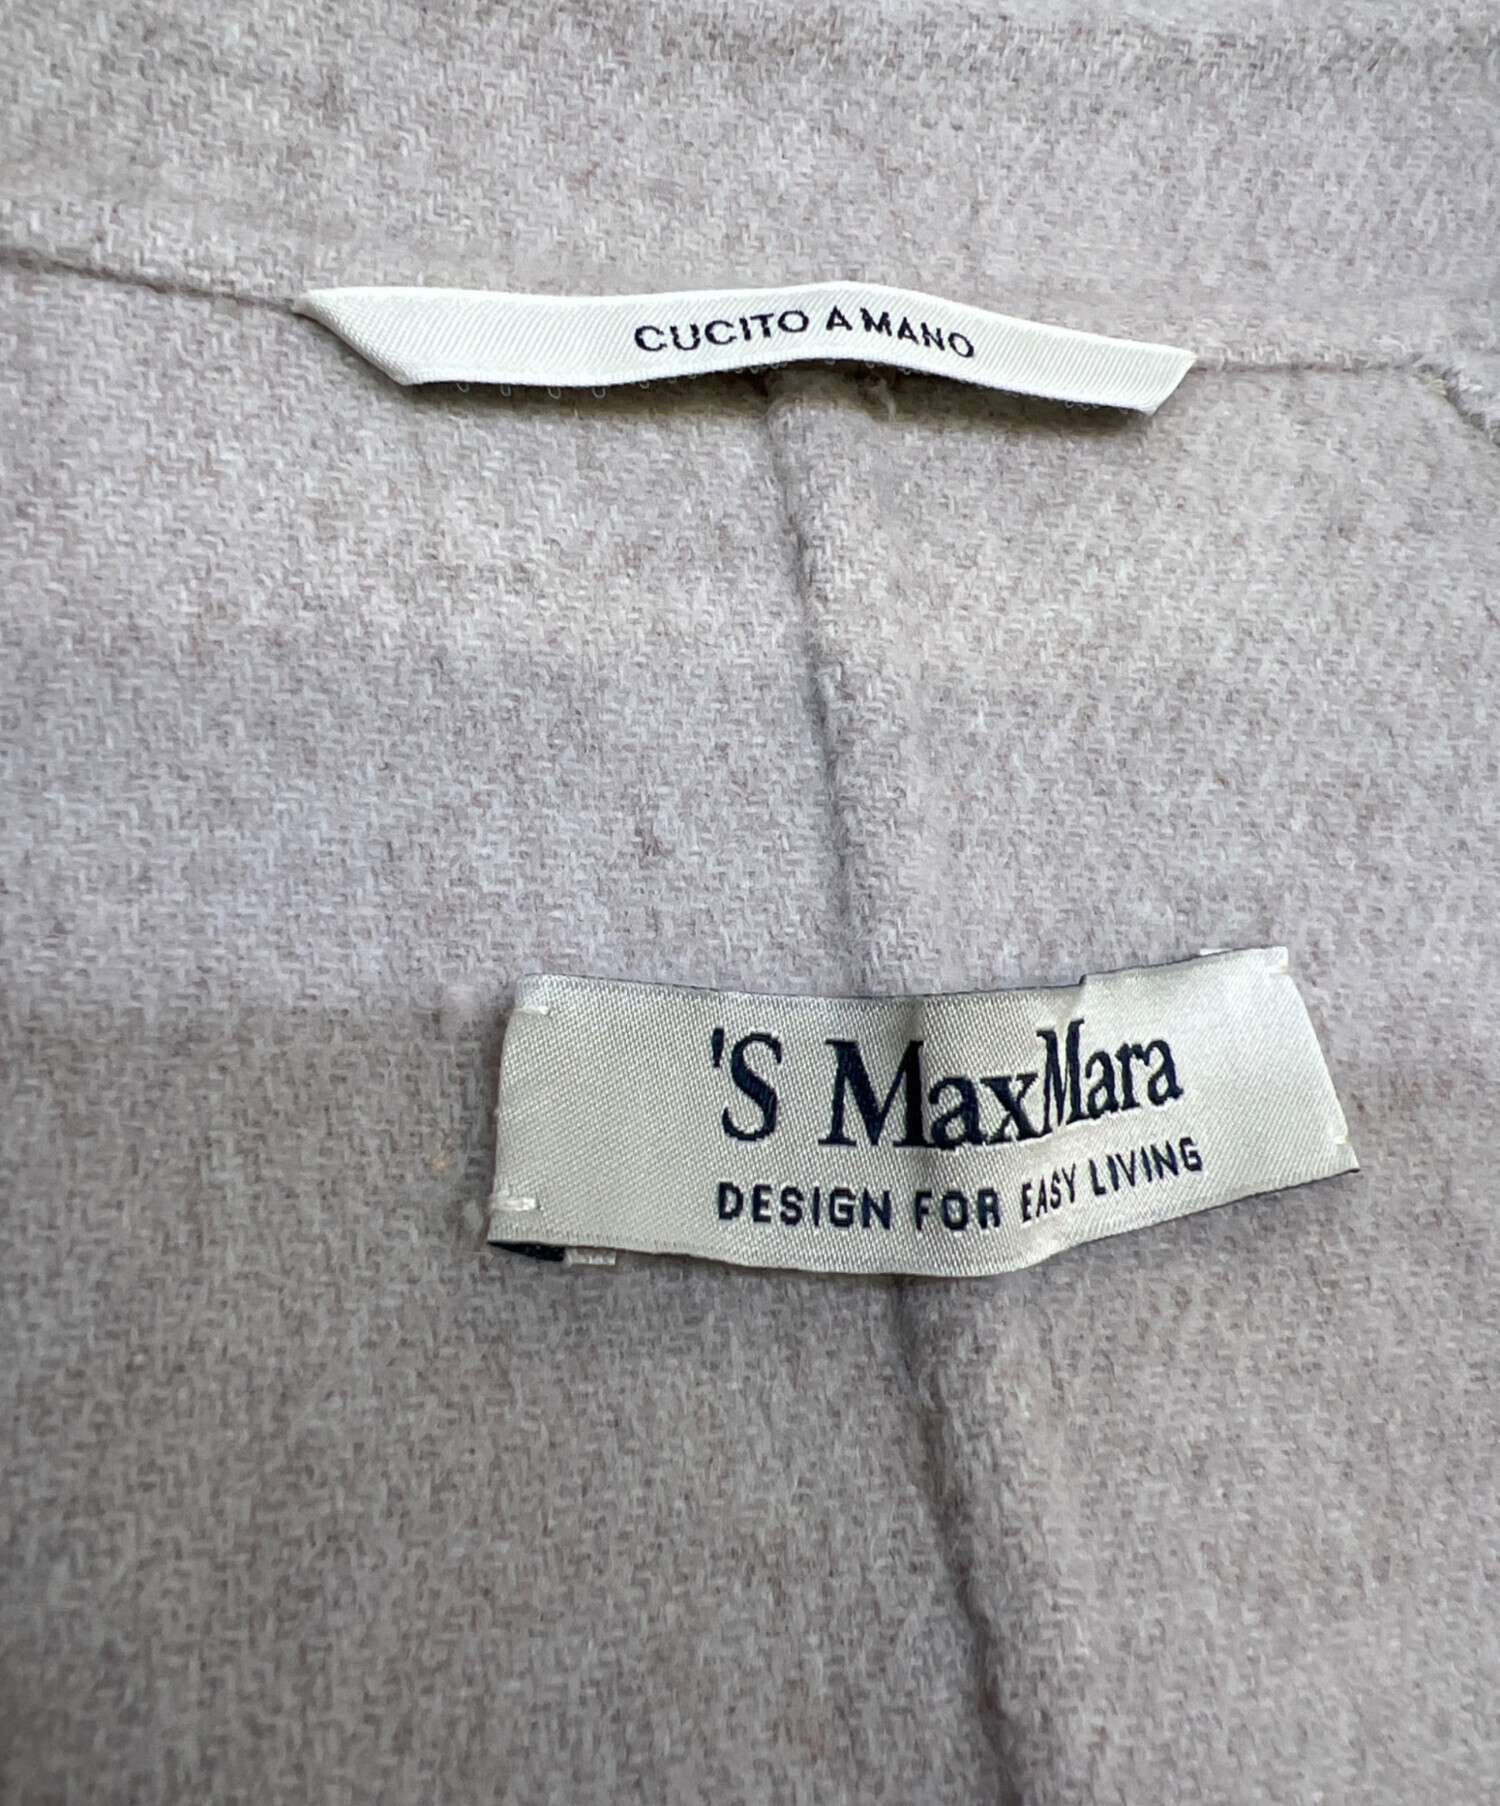 CUCITO A MANO
'S MaxMara
DESIGN FOR EASY LIVING